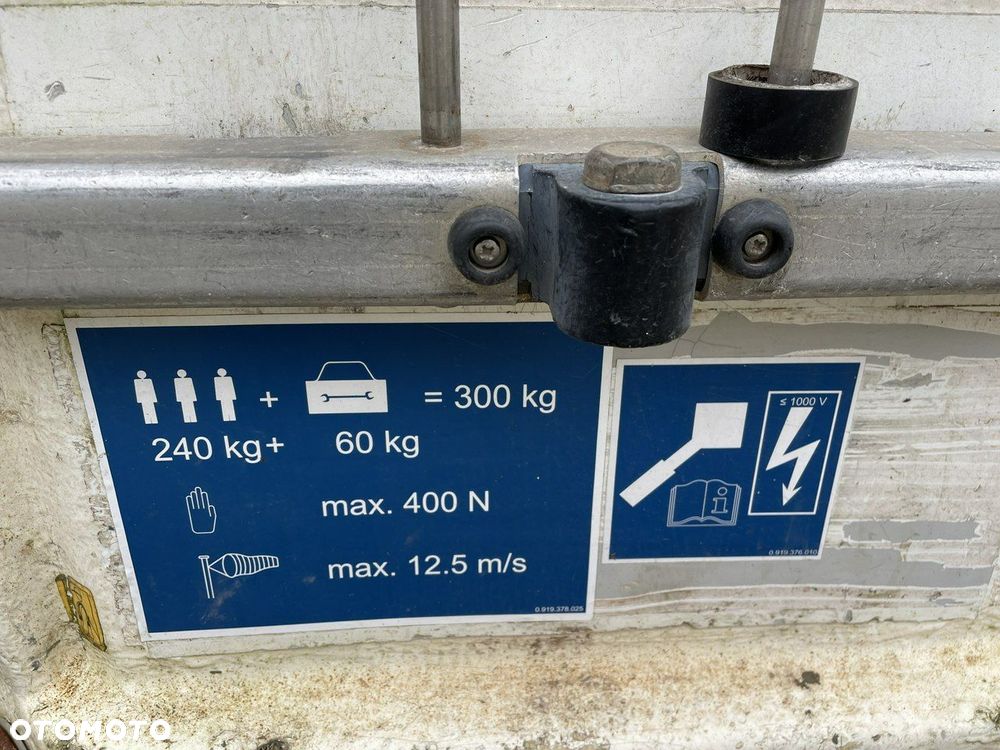 + = 300 kg
240 kg+ 60 kg
max. 400 N
max. 12.5 m/s
0.919.378.025
≤ 1000 V
i
0.919.376.010
OTOMOTO